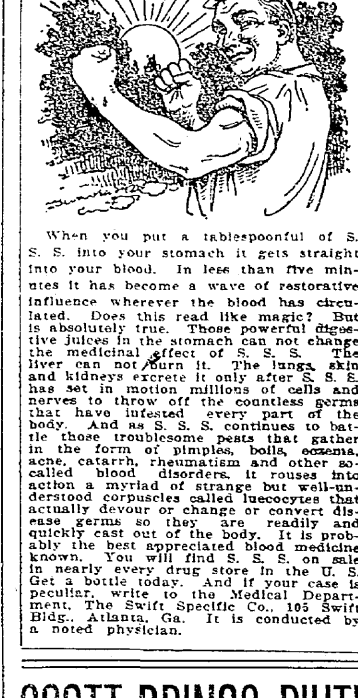 When you put a tablespoonful of S.
S. S. into your stomach it gets straight
into your blood. In less than five min-
utes it has become a wave of restorative
influence wherever the blood has circu-
lated. Does this read like magic? But
is absolutely true. Those powerful diges-
tive juices in the stomach can not change
the medicinal effect of S. S. S. The
liver can not burn it. The lungs, skin
and kidneys excrete it only after S. S. S.
has set in motion millions of cells and
nerves to throw off the countless germs
that have infested every part of the
body. And as S. S. S. continues to bat-
tle those troublesome pests that gather
in the form of pimples, boils, eczema,
acne, catarrh, rheumatism and other so-
called blood disorders, it rouses into
action a myriad of strange but well-un-
derstood corpuscles called luecocytes that
actually devour or change or convert dis-
ease germs so they are readily and
quickly cast out of the body. It is prob-
ably the best appreciated blood medicine
known. You will find S. S. S. on sale
in nearly every drug store in the U. S.
Get a bottle today. And if your case is
peculiar, write to the Medical Depart-
ment, The Swift Specific Co., 105 Swift
Bldg., Atlanta, Ga. It is conducted by
a noted physician.